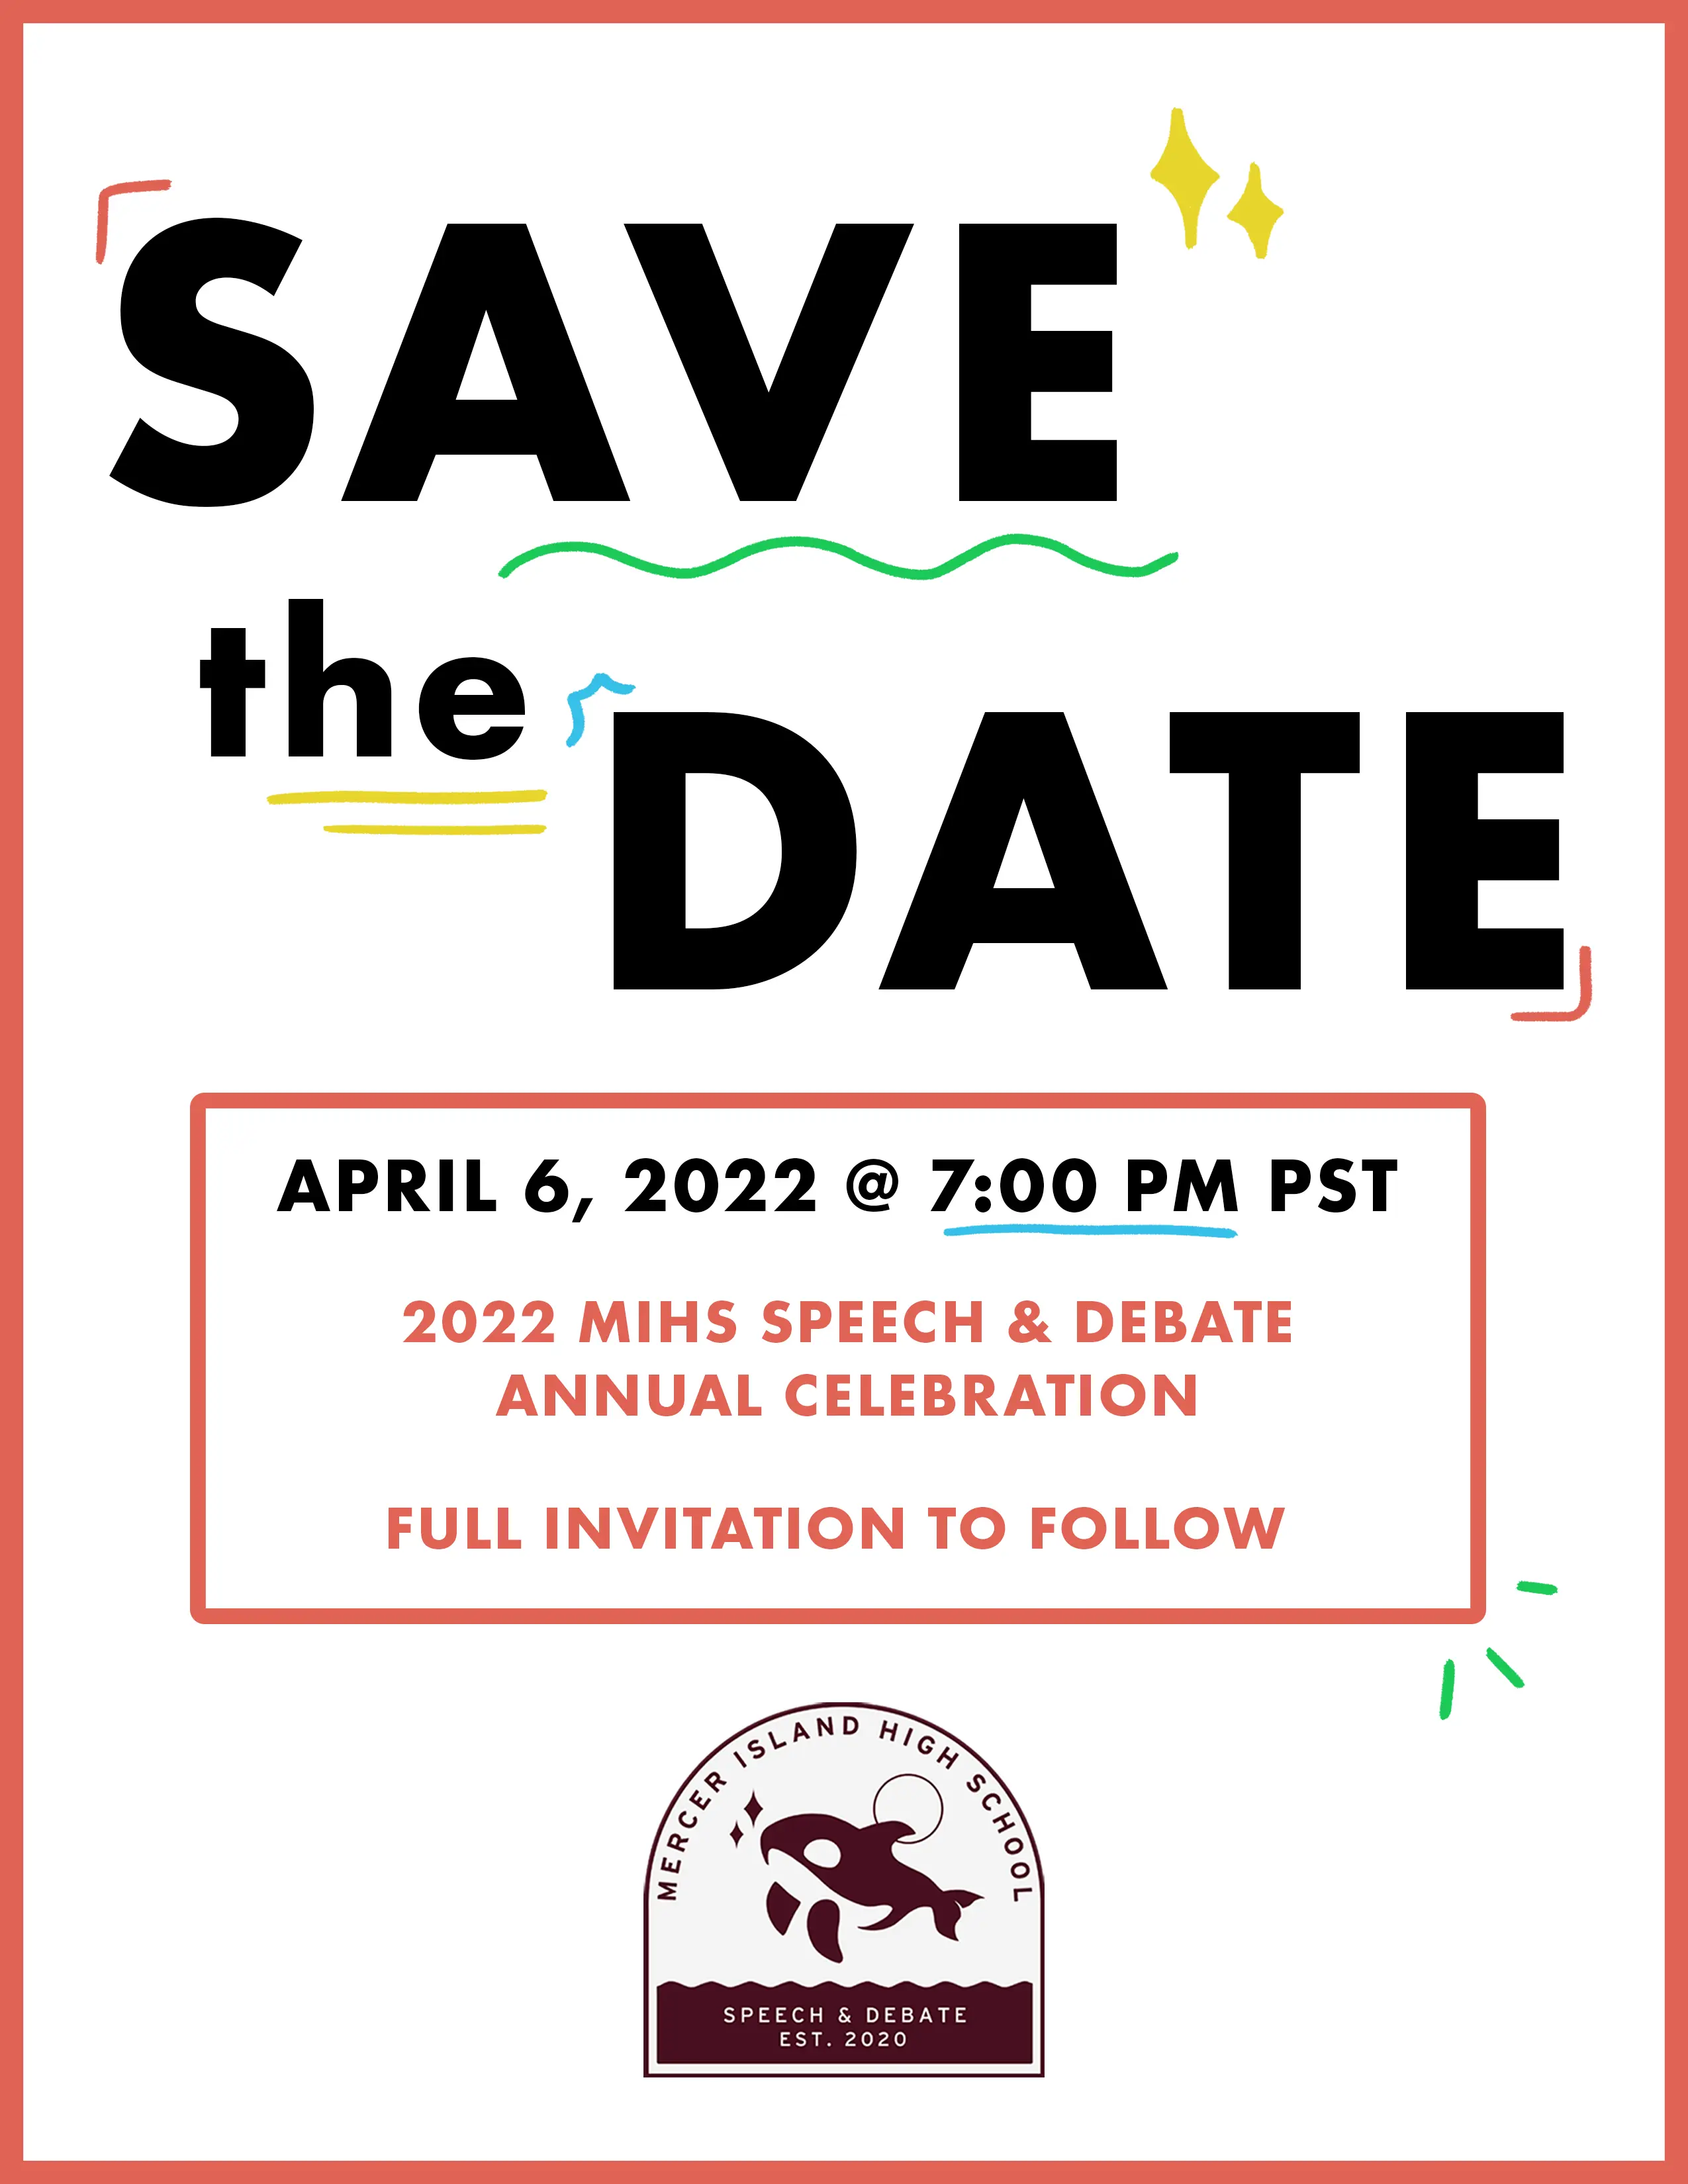 SAVE
the
DATE
APRIL 6, 2022 @ 7:00 PM PST
2022 MIHS SPEECH & DEBATE
ANNUAL CELEBRATION
FULL INVITATION TO FOLLOW
MERCER ISLAND HIGH SCHOOL
SPEECH & DEBATE
EST. 2020